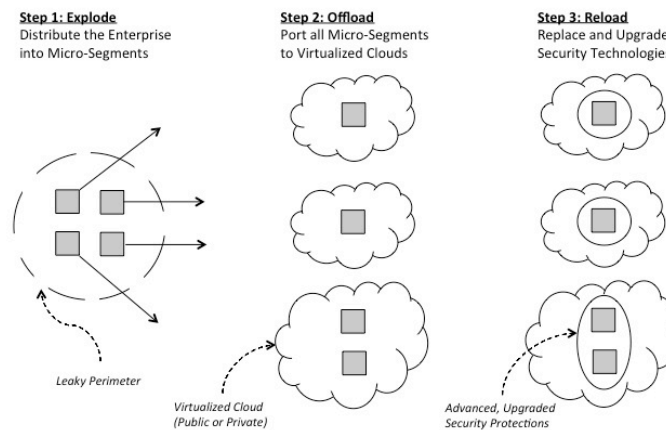 Step 1: Explode
Distribute the Enterprise
into Micro-Segments
Step 2: Offload
Port all Micro-Segments
to Virtualized Clouds
Step 3: Reload
Replace and Upgrade
Security Technologies
Leaky Perimeter
Virtualized Cloud
(Public or Private)
Advanced, Upgraded
Security Protections